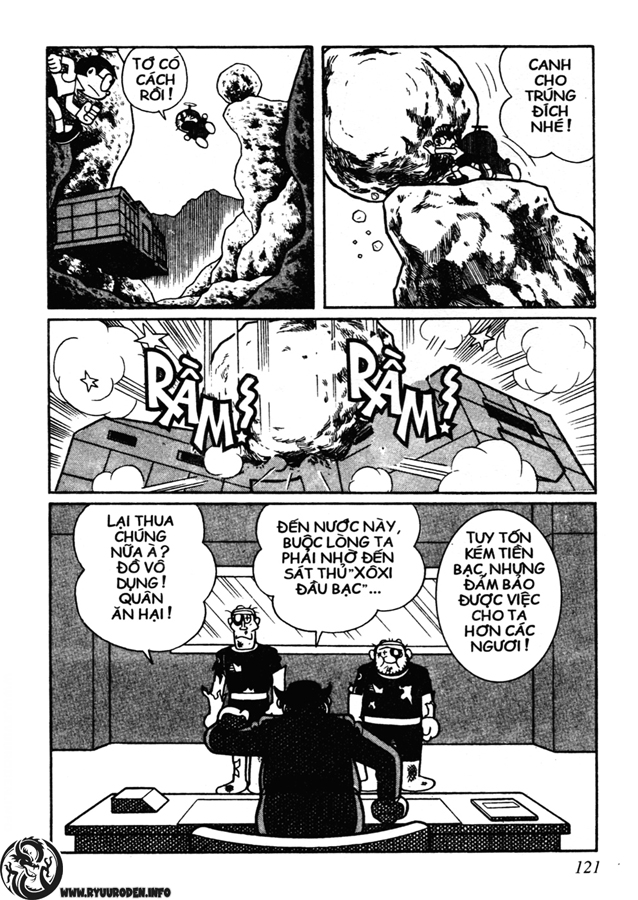 TỚ CÓ
CÁCH
RỒI!
CANH
CHO
TRÚNG
ĐÍCH
NHÉ!
RẦM!
RẦM!
LẠI THUA
CHÚNG
NỮA À?
ĐỒ VÔ
DỤNG!
QUÂN
ĂN HẠI!
ĐẾN NƯỚC NÀY,
BUỘC LÒNG TA
PHẢI NHỜ ĐẾN
SÁT THỦ "XÔXI
ĐẦU BẠC"...
TUY TỐN
KÉM TIỀN
BẠC, NHƯNG
ĐẢM BẢO
ĐƯỢC VIỆC
CHO TA
HƠN CÁC
NGƯƠI!
121
WWW.RYUURODEN.INFO